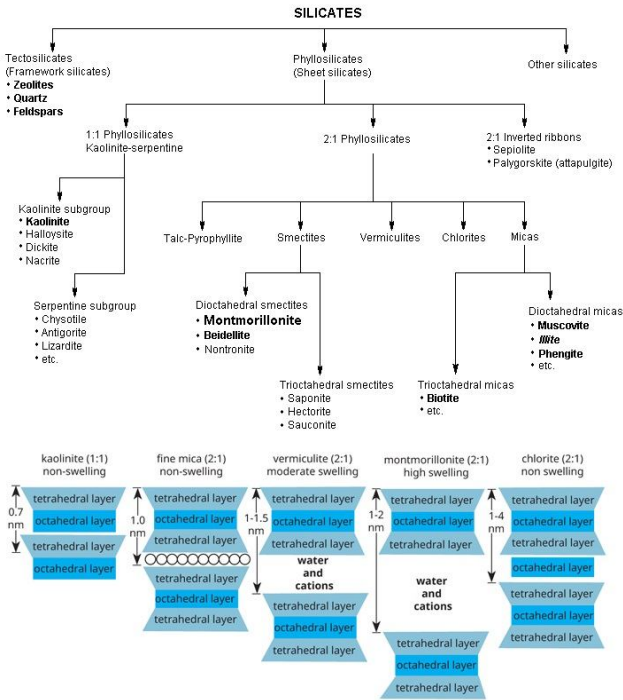 SILICATES
Tectosilicates
(Framework silicates)
• Zeolites
• Quartz
• Feldspars
Phyllosilicates
(Sheet silicates)
Other silicates
1:1 Phyllosilicates
Kaolinite-serpentine
2:1 Phyllosilicates
2:1 Inverted ribbons
• Sepiolite
• Palygorskite (attapulgite)
Kaolinite subgroup
• Kaolinite
• Halloysite
• Dickite
• Nacrite
Talc-Pyrophyllite
Smectites
Vermiculites
Chlorites
Micas
Serpentine subgroup
• Chysotile
• Antigorite
• Lizardite
• etc.
Dioctahedral smectites
• Montmorillonite
• Beidellite
• Nontronite
Dioctahedral micas
• Muscovite
• Illite
• Phengite
• etc.
Trioctahedral smectites
• Saponite
• Hectorite
• Sauconite
Trioctahedral micas
• Biotite
• etc.
kaolinite (1:1)
non-swelling
0.7
nm
tetrahedral layer
octahedral layer
tetrahedral layer
octahedral layer
fine mica (2:1)
non-swelling
1.0
nm
tetrahedral layer
octahedral layer
tetrahedral layer
tetrahedral layer
octahedral layer
tetrahedral layer
vermiculite (2:1)
moderate swelling
1-1.5
nm
tetrahedral layer
octahedral layer
tetrahedral layer
water
and
cations
tetrahedral layer
octahedral layer
tetrahedral layer
montmorillonite (2:1)
high swelling
1-2
nm
tetrahedral layer
octahedral layer
tetrahedral layer
water
and
cations
tetrahedral layer
octahedral layer
tetrahedral layer
chlorite (2:1)
non swelling
1-4
nm
tetrahedral layer
octahedral layer
tetrahedral layer
octahedral layer
tetrahedral layer
octahedral layer
tetrahedral layer